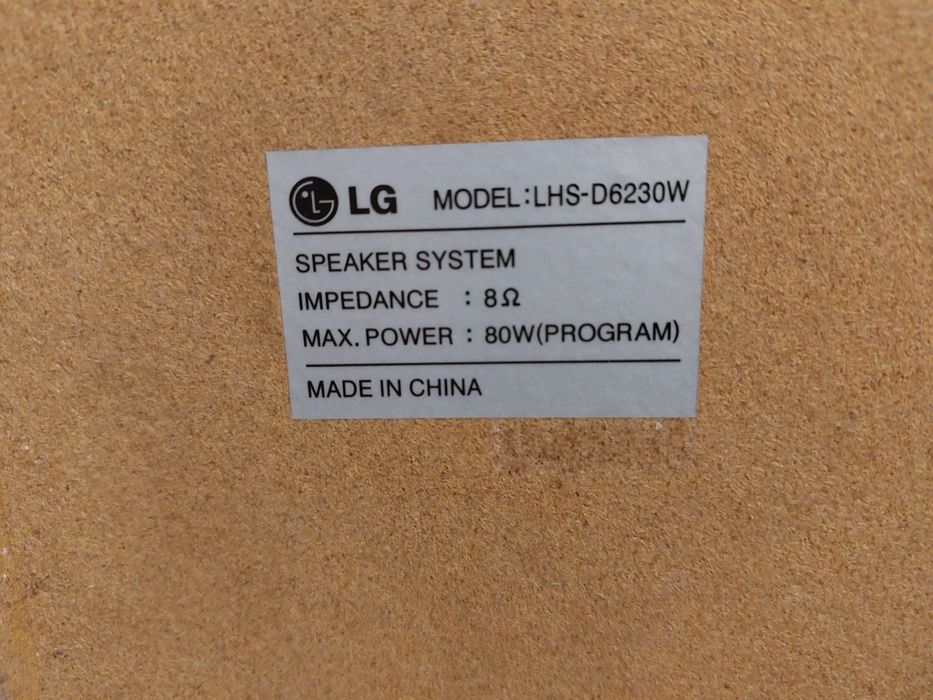 LG MODEL:LHS-D6230W
SPEAKER SYSTEM
IMPEDANCE : 8Ω
MAX. POWER : 80W(PROGRAM)
MADE IN CHINA